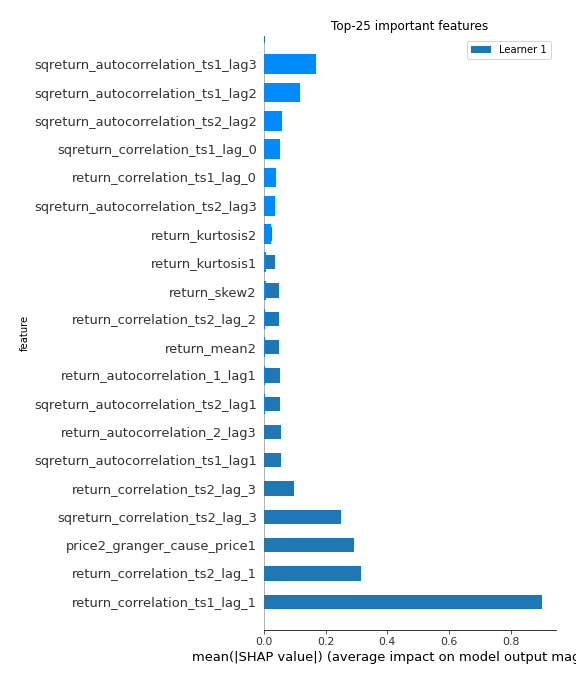 Top-25 important features
Learner 1
sqreturn_autocorrelation_ts1_lag3
sqreturn_autocorrelation_ts1_lag2
sqreturn_autocorrelation_ts2_lag2
sqreturn_correlation_ts1_lag_0
return_correlation_ts1_lag_0
sqreturn_autocorrelation_ts2_lag3
return_kurtosis2
return_kurtosis1
return_skew2
return_correlation_ts2_lag_2
return_mean2
return_autocorrelation_1_lag1
sqreturn_autocorrelation_ts2_lag1
return_autocorrelation_2_lag3
sqreturn_autocorrelation_ts1_lag1
return_correlation_ts2_lag_3
sqreturn_correlation_ts2_lag_3
price2_granger_cause_price1
return_correlation_ts2_lag_1
return_correlation_ts1_lag_1
feature
0.0 0.2 0.4 0.6 0.8
mean(|SHAP value|) (average impact on model output mag